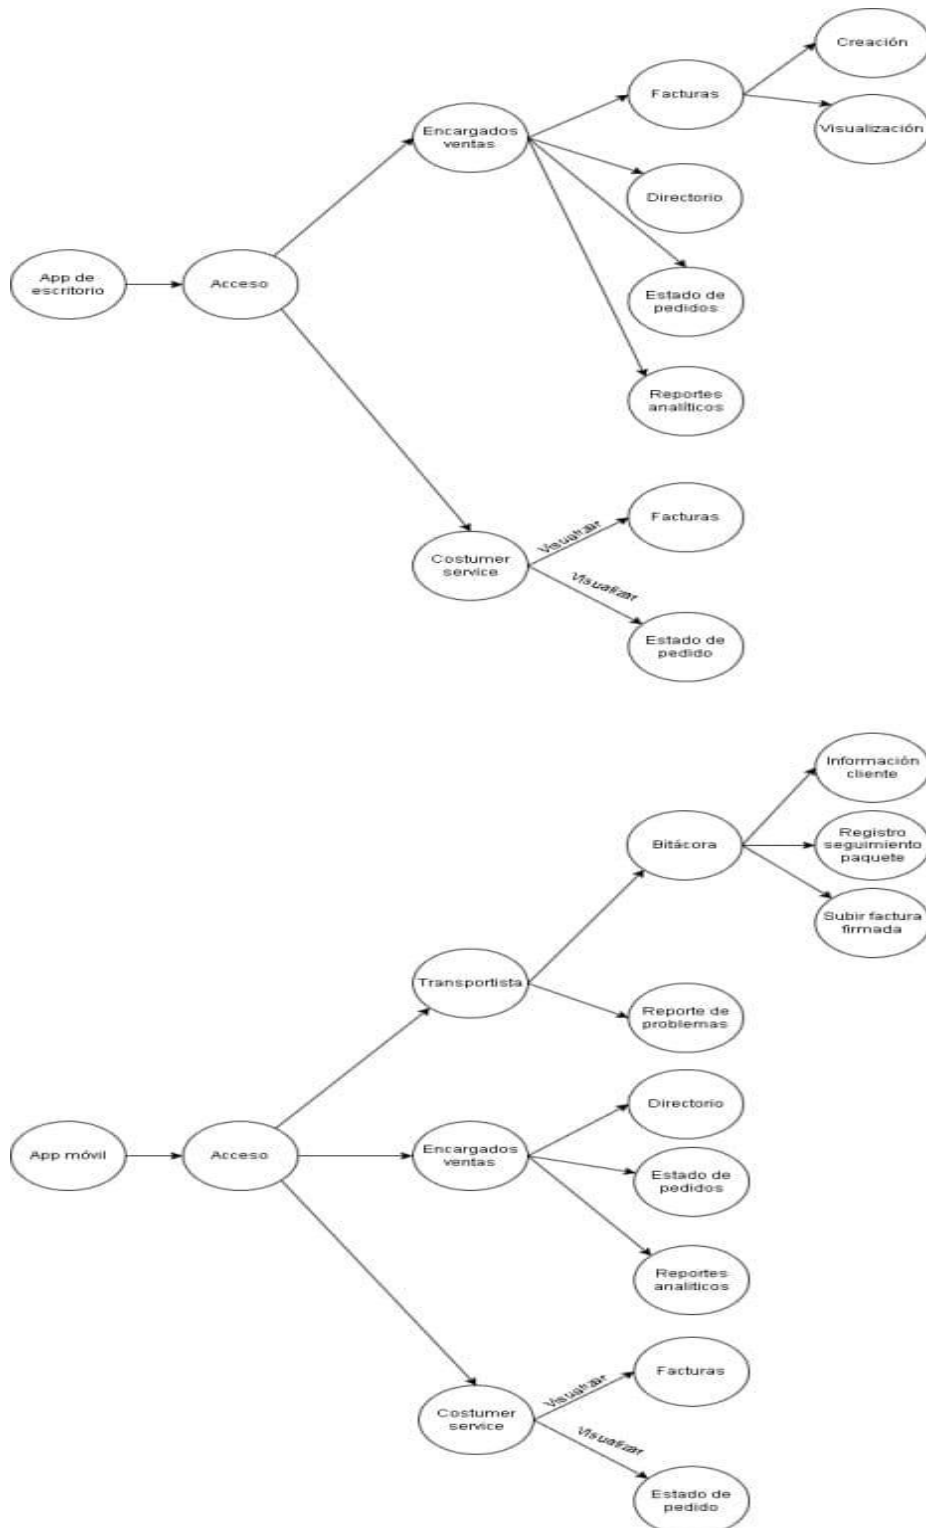 Creación
Facturas
Visualización
Encargados
ventas
Directorio
App de
escritorio
Acceso
Estado de
pedidos
Reportes
analíticos
Visualizar
Facturas
Costumer
service
Visualizar
Estado de
pedido
Información
cliente
Bitácora
Registro
seguimiento
paquete
Subir factura
firmada
Transportista
Reporte de
problemas
Directorio
App móvil
Acceso
Encargados
ventas
Estado de
pedidos
Reportes
analíticos
Visualizar
Facturas
Costumer
service
Visualizar
Estado de
pedido